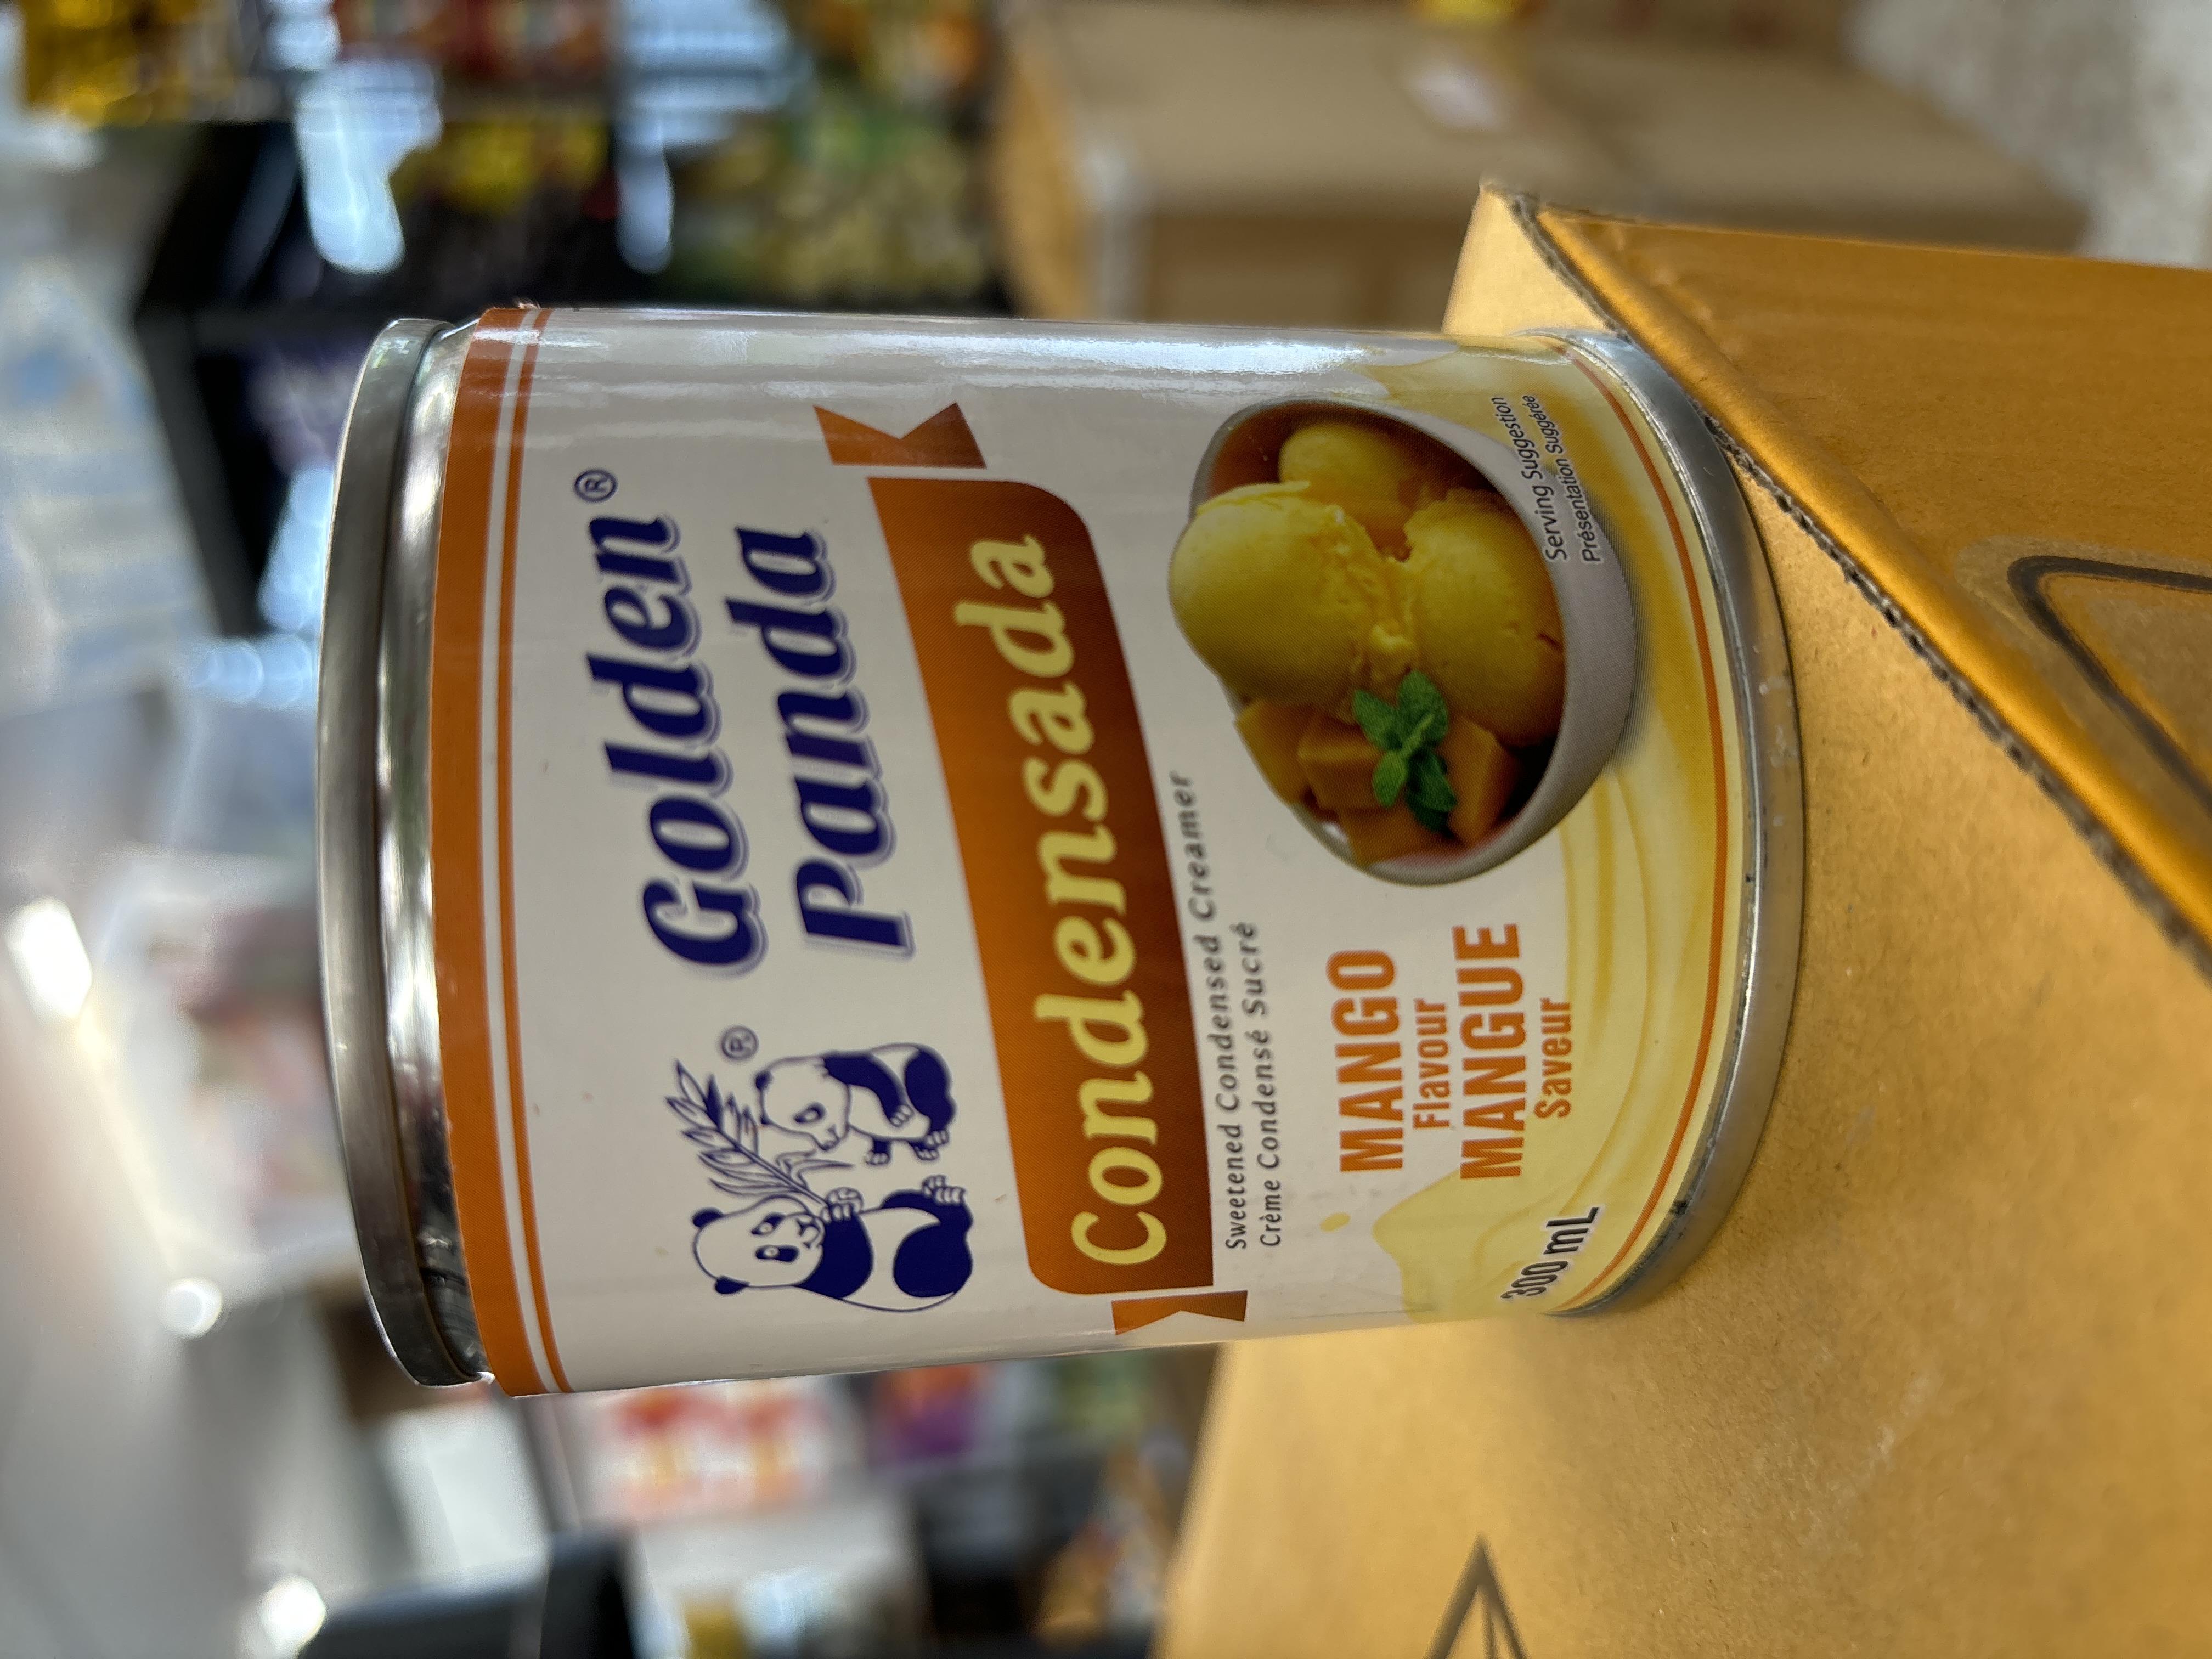 Golden®
Panda
®
Condensada
Sweetened Condensed Creamer
Crème Condensé Sucré
MANGO
Flavour
MANGUE
Saveur
Serving Suggestion
Présentation Suggérée
300 mL